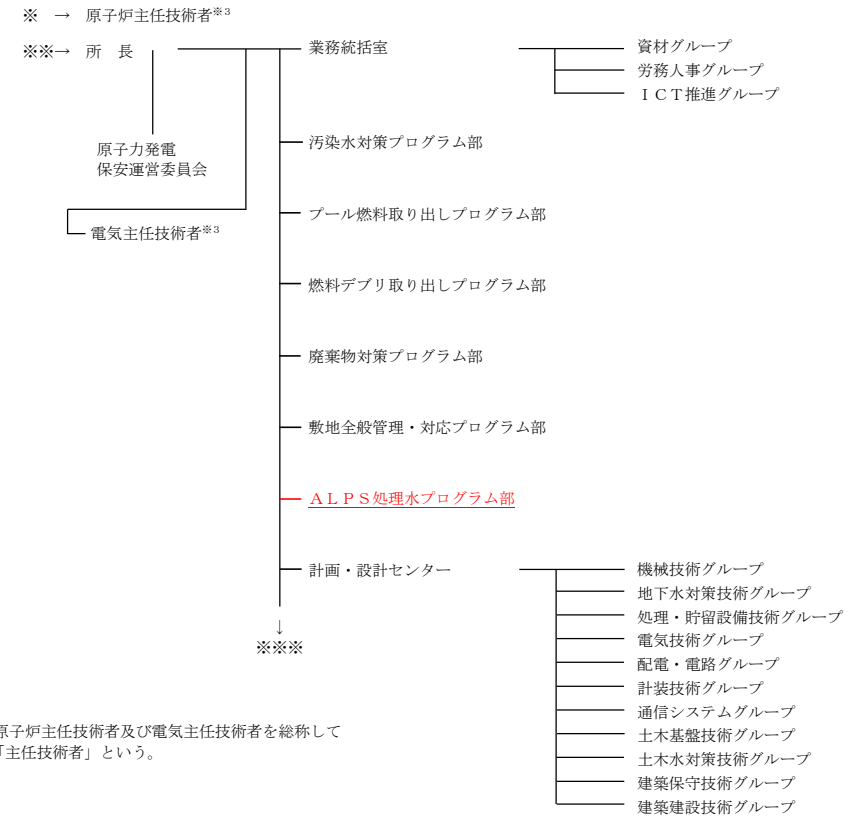 ※ → 原子炉主任技術者※3
※※→ 所 長
業務統括室
資材グループ
労務人事グループ
ＩＣＴ推進グループ
原子力発電
保安運営委員会
電気主任技術者※3
汚染水対策プログラム部
プール燃料取り出しプログラム部
燃料デブリ取り出しプログラム部
廃棄物対策プログラム部
敷地全般管理・対応プログラム部
ＡＬＰＳ処理水プログラム部
計画・設計センター
機械技術グループ
地下水対策技術グループ
処理・貯留設備技術グループ
電気技術グループ
配電・電路グループ
計装技術グループ
通信システムグループ
土木基盤技術グループ
土木水対策技術グループ
建築保守技術グループ
建築建設技術グループ
↓
※※※
原子炉主任技術者及び電気主任技術者を総称して
「主任技術者」という。